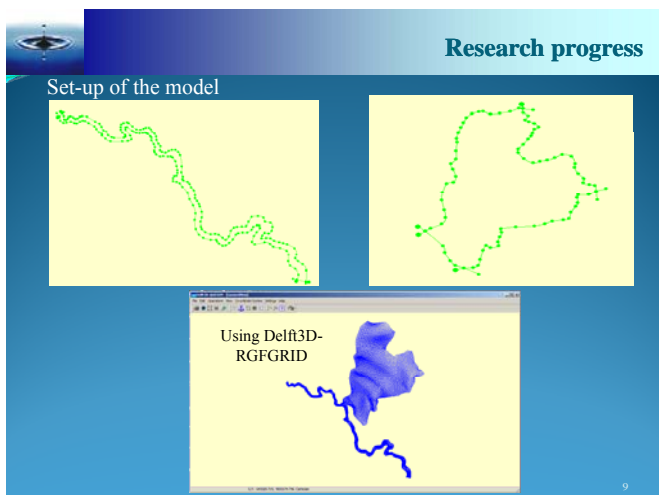 Research progress
Set-up of the model
Using Delft3D-
RGFGRID
9